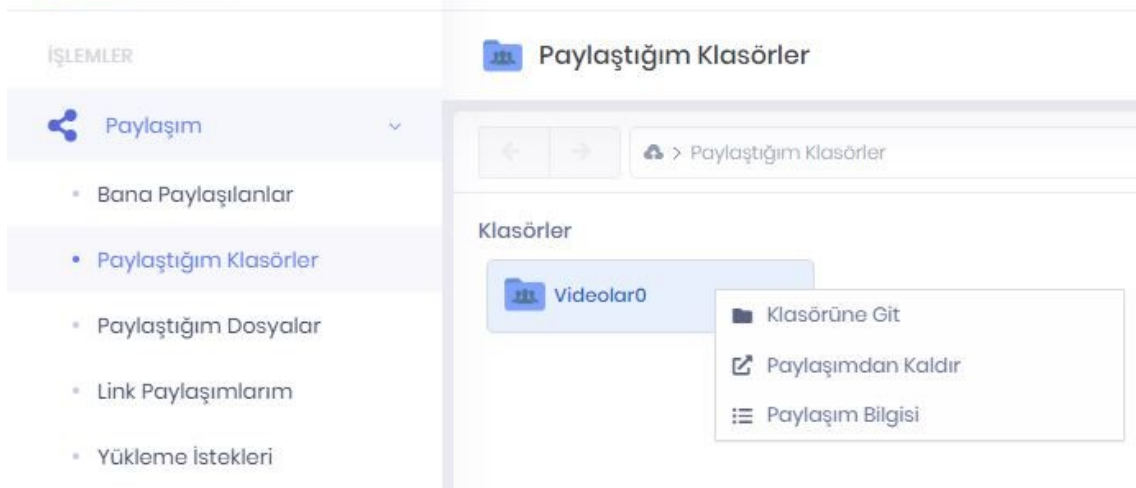 İŞLEMLER
Paylaşım
Bana Paylaşılanlar
Paylaştığım Klasörler
Paylaştığım Dosyalar
Link Paylaşımlarım
Yükleme İstekleri
Paylaştığım Klasörler
> Paylaştığım Klasörler
Klasörler
Videolar0
Klasörüne Git
Paylaşımdan Kaldır
Paylaşım Bilgisi